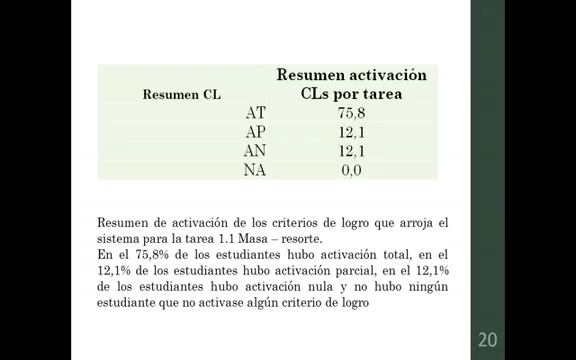 Resumen CL Resumen activación
CLs por tarea
AT 75,8
AP 12,1
AN 12,1
NA 0,0
Resumen de activación de los criterios de logro que arroja el
sistema para la tarea 1.1 Masa – resorte.
En el 75,8% de los estudiantes hubo activación total, en el
12,1% de los estudiantes hubo activación parcial, en el 12,1%
de los estudiantes hubo activación nula y no hubo ningún
estudiante que no activase algún criterio de logro
20